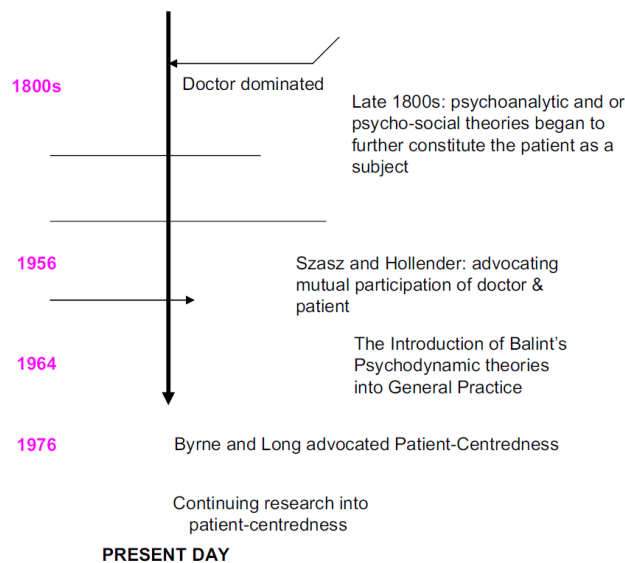 1800s
Doctor dominated
Late 1800s: psychoanalytic and or
psycho-social theories began to
further constitute the patient as a
subject
1956
Szasz and Hollender: advocating
mutual participation of doctor &
patient
1964
The Introduction of Balint's
Psychodynamic theories
into General Practice
1976
Byrne and Long advocated Patient-Centredness
Continuing research into
patient-centredness
PRESENT DAY